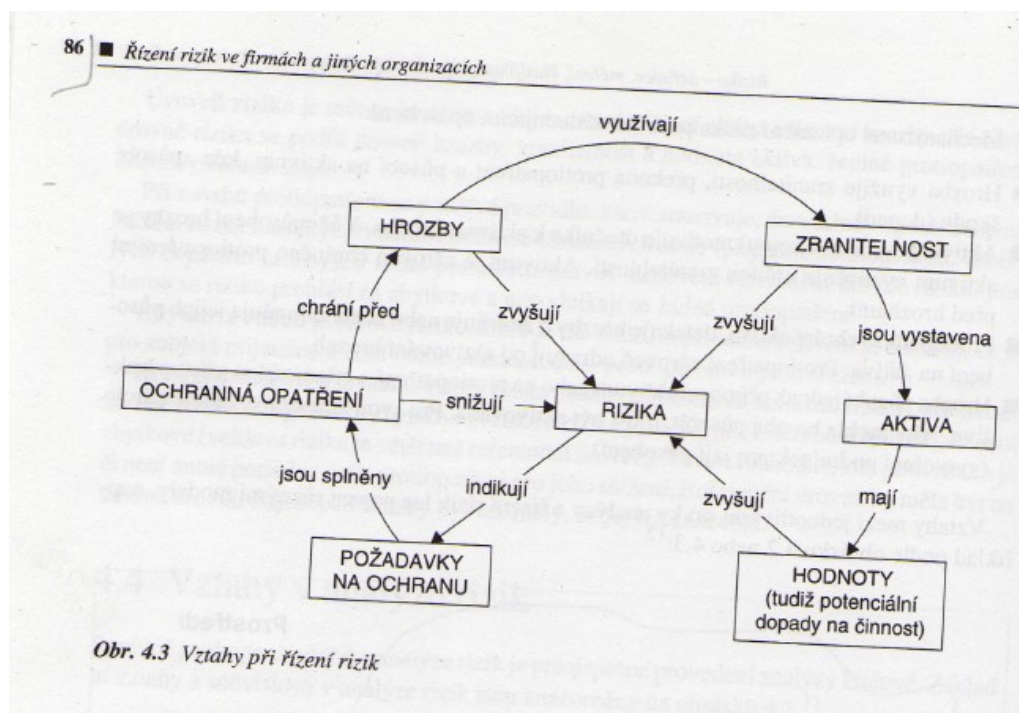 86 ■ Řízení rizik ve firmách a jiných organizacích
využívají
HROZBY
ZRANITELNOST
chrání před
zvyšují
zvyšují
jsou vystavena
OCHRANNÁ OPATŘENÍ
snižují
RIZIKA
AKTIVA
jsou splněny
indikují
zvyšují
mají
POŽADAVKY
NA OCHRANU
HODNOTY
(tudíž potenciální
dopady na činnost)
Obr. 4.3 Vztahy při řízení rizik